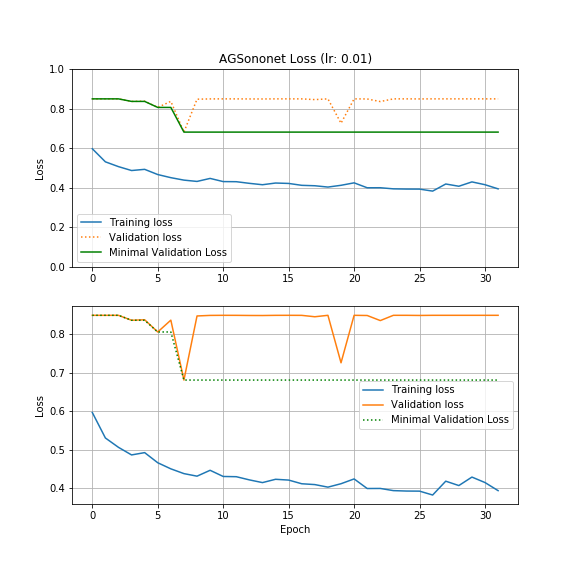 AGSononet Loss (lr: 0.01)
1.0
0.8
0.6
0.4
0.2
0.0
Loss
Training loss
Validation loss
Minimal Validation Loss
0 5 10 15 20 25 30
0.8
0.7
0.6
0.5
0.4
Loss
Training loss
Validation loss
Minimal Validation Loss
0 5 10 15 20 25 30
Epoch